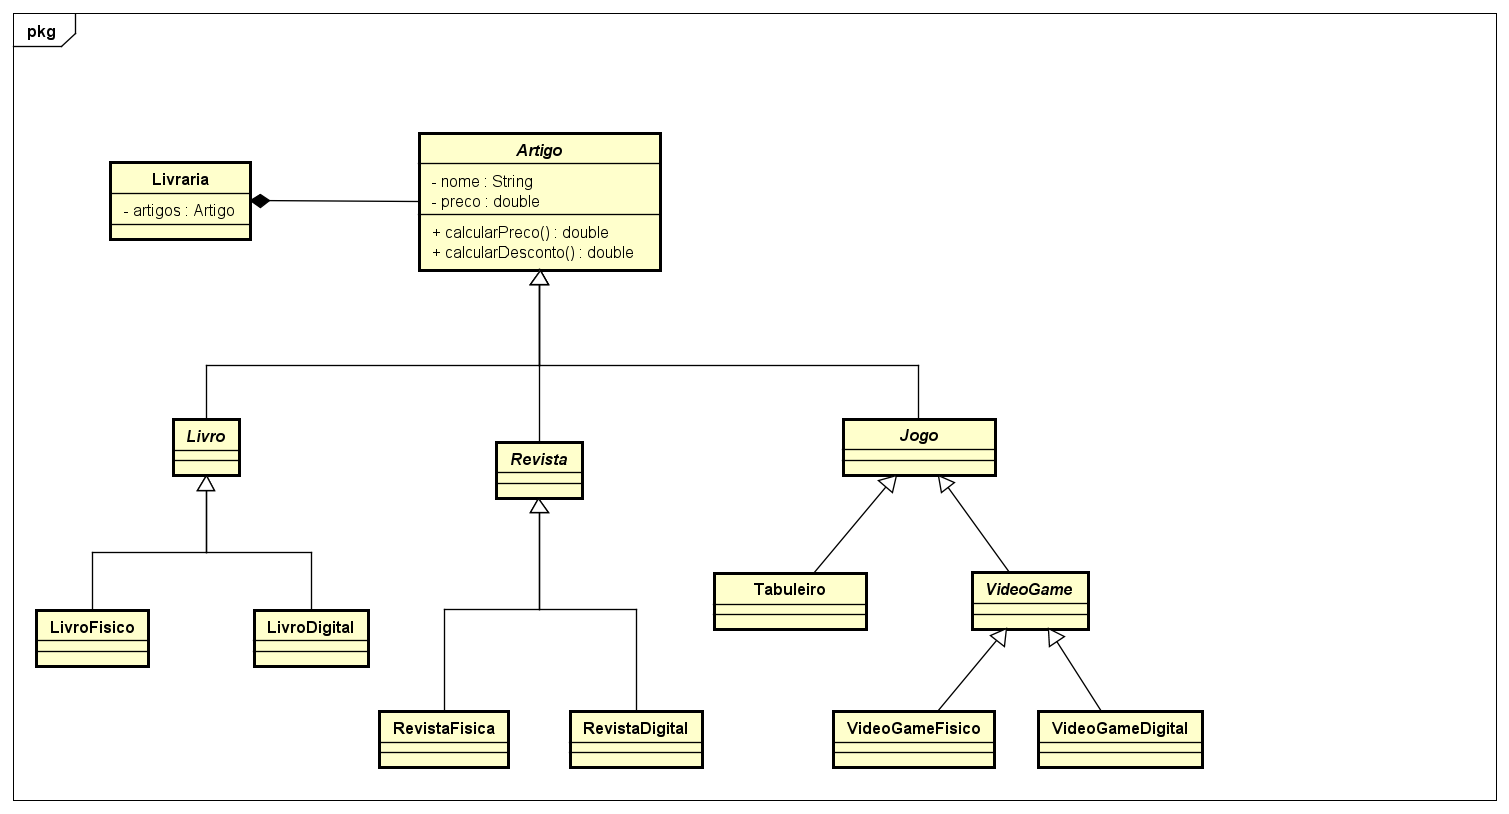 pkg
Artigo
- nome : String
- preco : double
+ calcularPreco() : double
+ calcularDesconto() : double
Livraria
- artigos : Artigo
Livro
Revista
Jogo
Tabuleiro
VideoGame
LivroFisico
LivroDigital
RevistaFisica
RevistaDigital
VideoGameFisico
VideoGameDigital